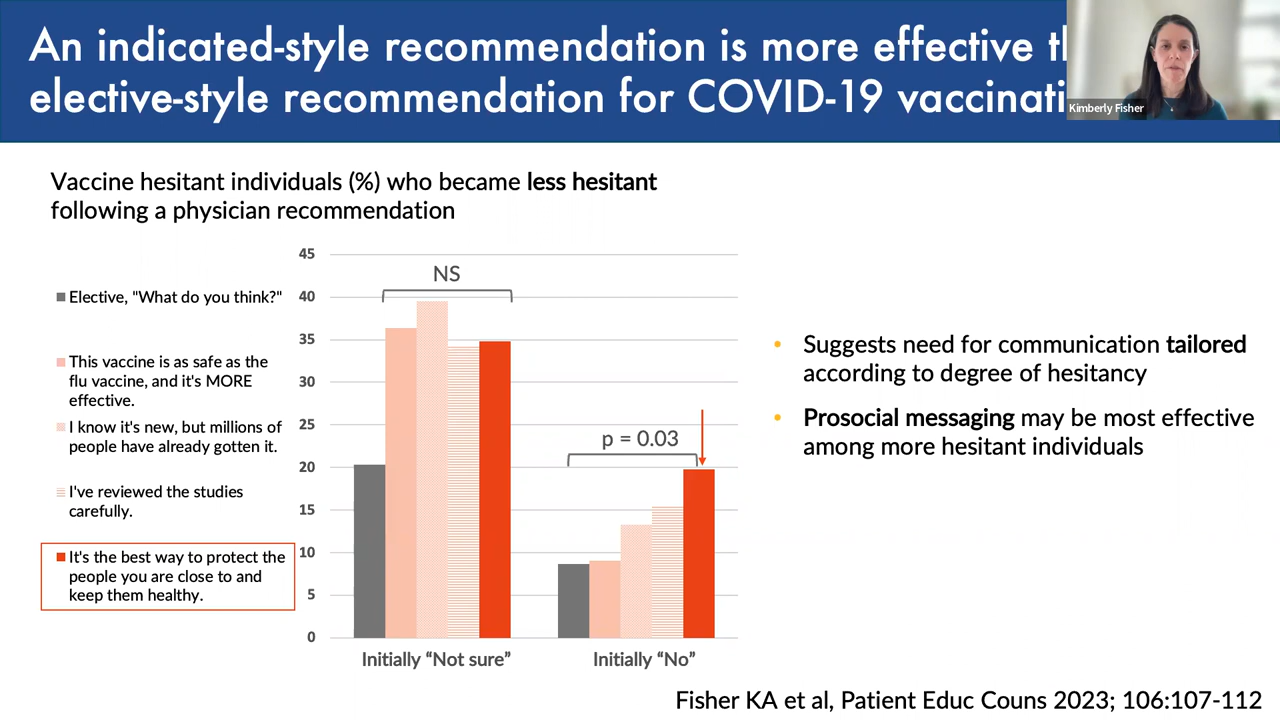 An indicated-style recommendation is more effective
elective-style recommendation for COVID-19
Kimberly Fisher
Vaccine hesitant individuals (%) who became less hesitant
following a physician recommendation
45
40
35
30
25
20
15
10
5
0
NS
p = 0.03
Elective, "What do you think?"
This vaccine is as safe as the
flu vaccine, and it's MORE
effective.
I know it's new, but millions of
people have already gotten it.
I've reviewed the studies
carefully.
It's the best way to protect the
people you are close to and
keep them healthy.
Initially “Not sure”
Initially “No”
• Suggests need for communication tailored
according to degree of hesitancy
• Prosocial messaging may be most effective
among more hesitant individuals
Fisher KA et al, Patient Educ Couns 2023; 106:107-112